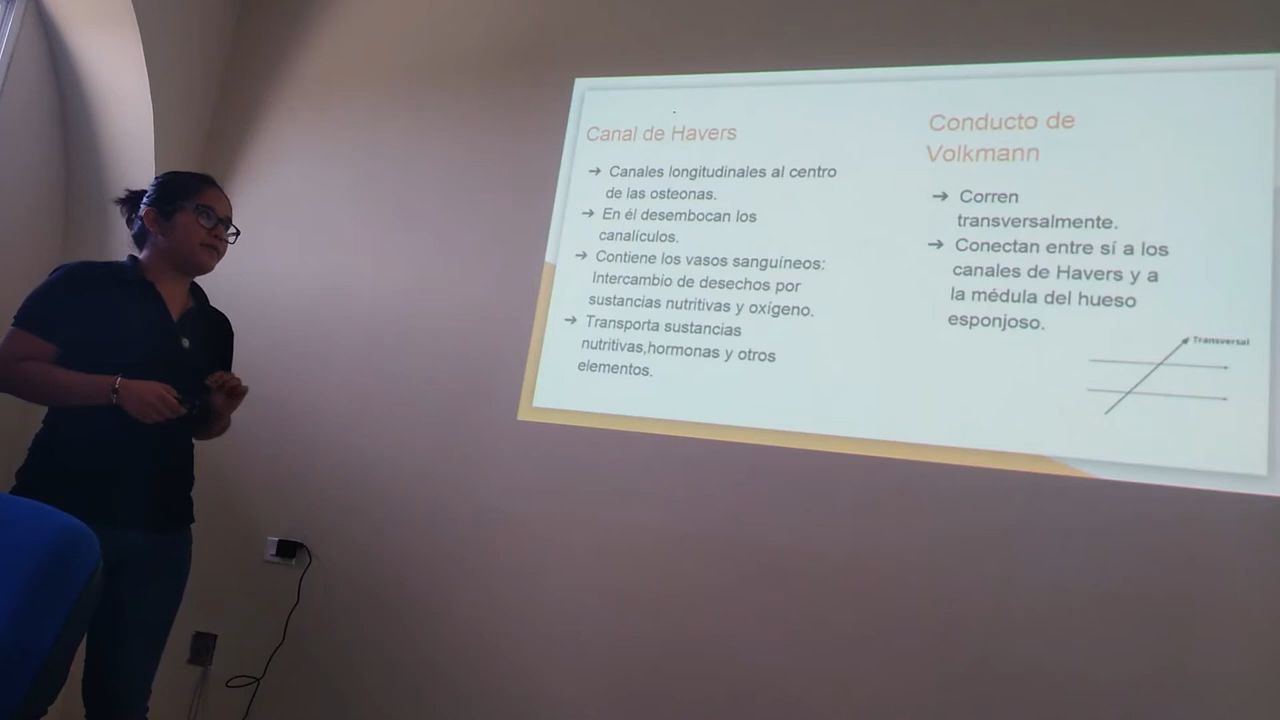 Canal de Havers
➔ Canales longitudinales al centro
de las osteonas.
➔ En él desembocan los
canalículos.
➔ Contiene los vasos sanguíneos:
Intercambio de desechos por
sustancias nutritivas y oxígeno.
➔ Transporta sustancias
nutritivas,hormonas y otros
elementos.
Conducto de
Volkmann
➔ Corren
transversalmente.
➔ Conectan entre sí a los
canales de Havers y a
la médula del hueso
esponjoso.
Transversal